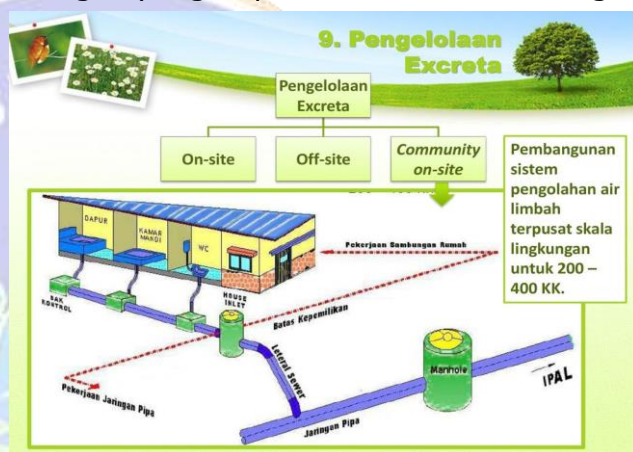 9. Pengelolaan
Excreta
Pengelolaan
Excreta
On-site
Off-site
Community
on-site
Pembangunan
sistem
pengolahan air
limbah
terpusat skala
lingkungan
untuk 200 –
400 KK.
DAPUR
KAMAR
MANDI
WC
Pekerjaan Sambungan Rumah
BAK
KONTROL
HOUSE
INLET
Batas Kepemilikan
Leteral Sewer
Manhole
IPAL
Pekerjaan Jaringan Pipa
Jaringan Pipa